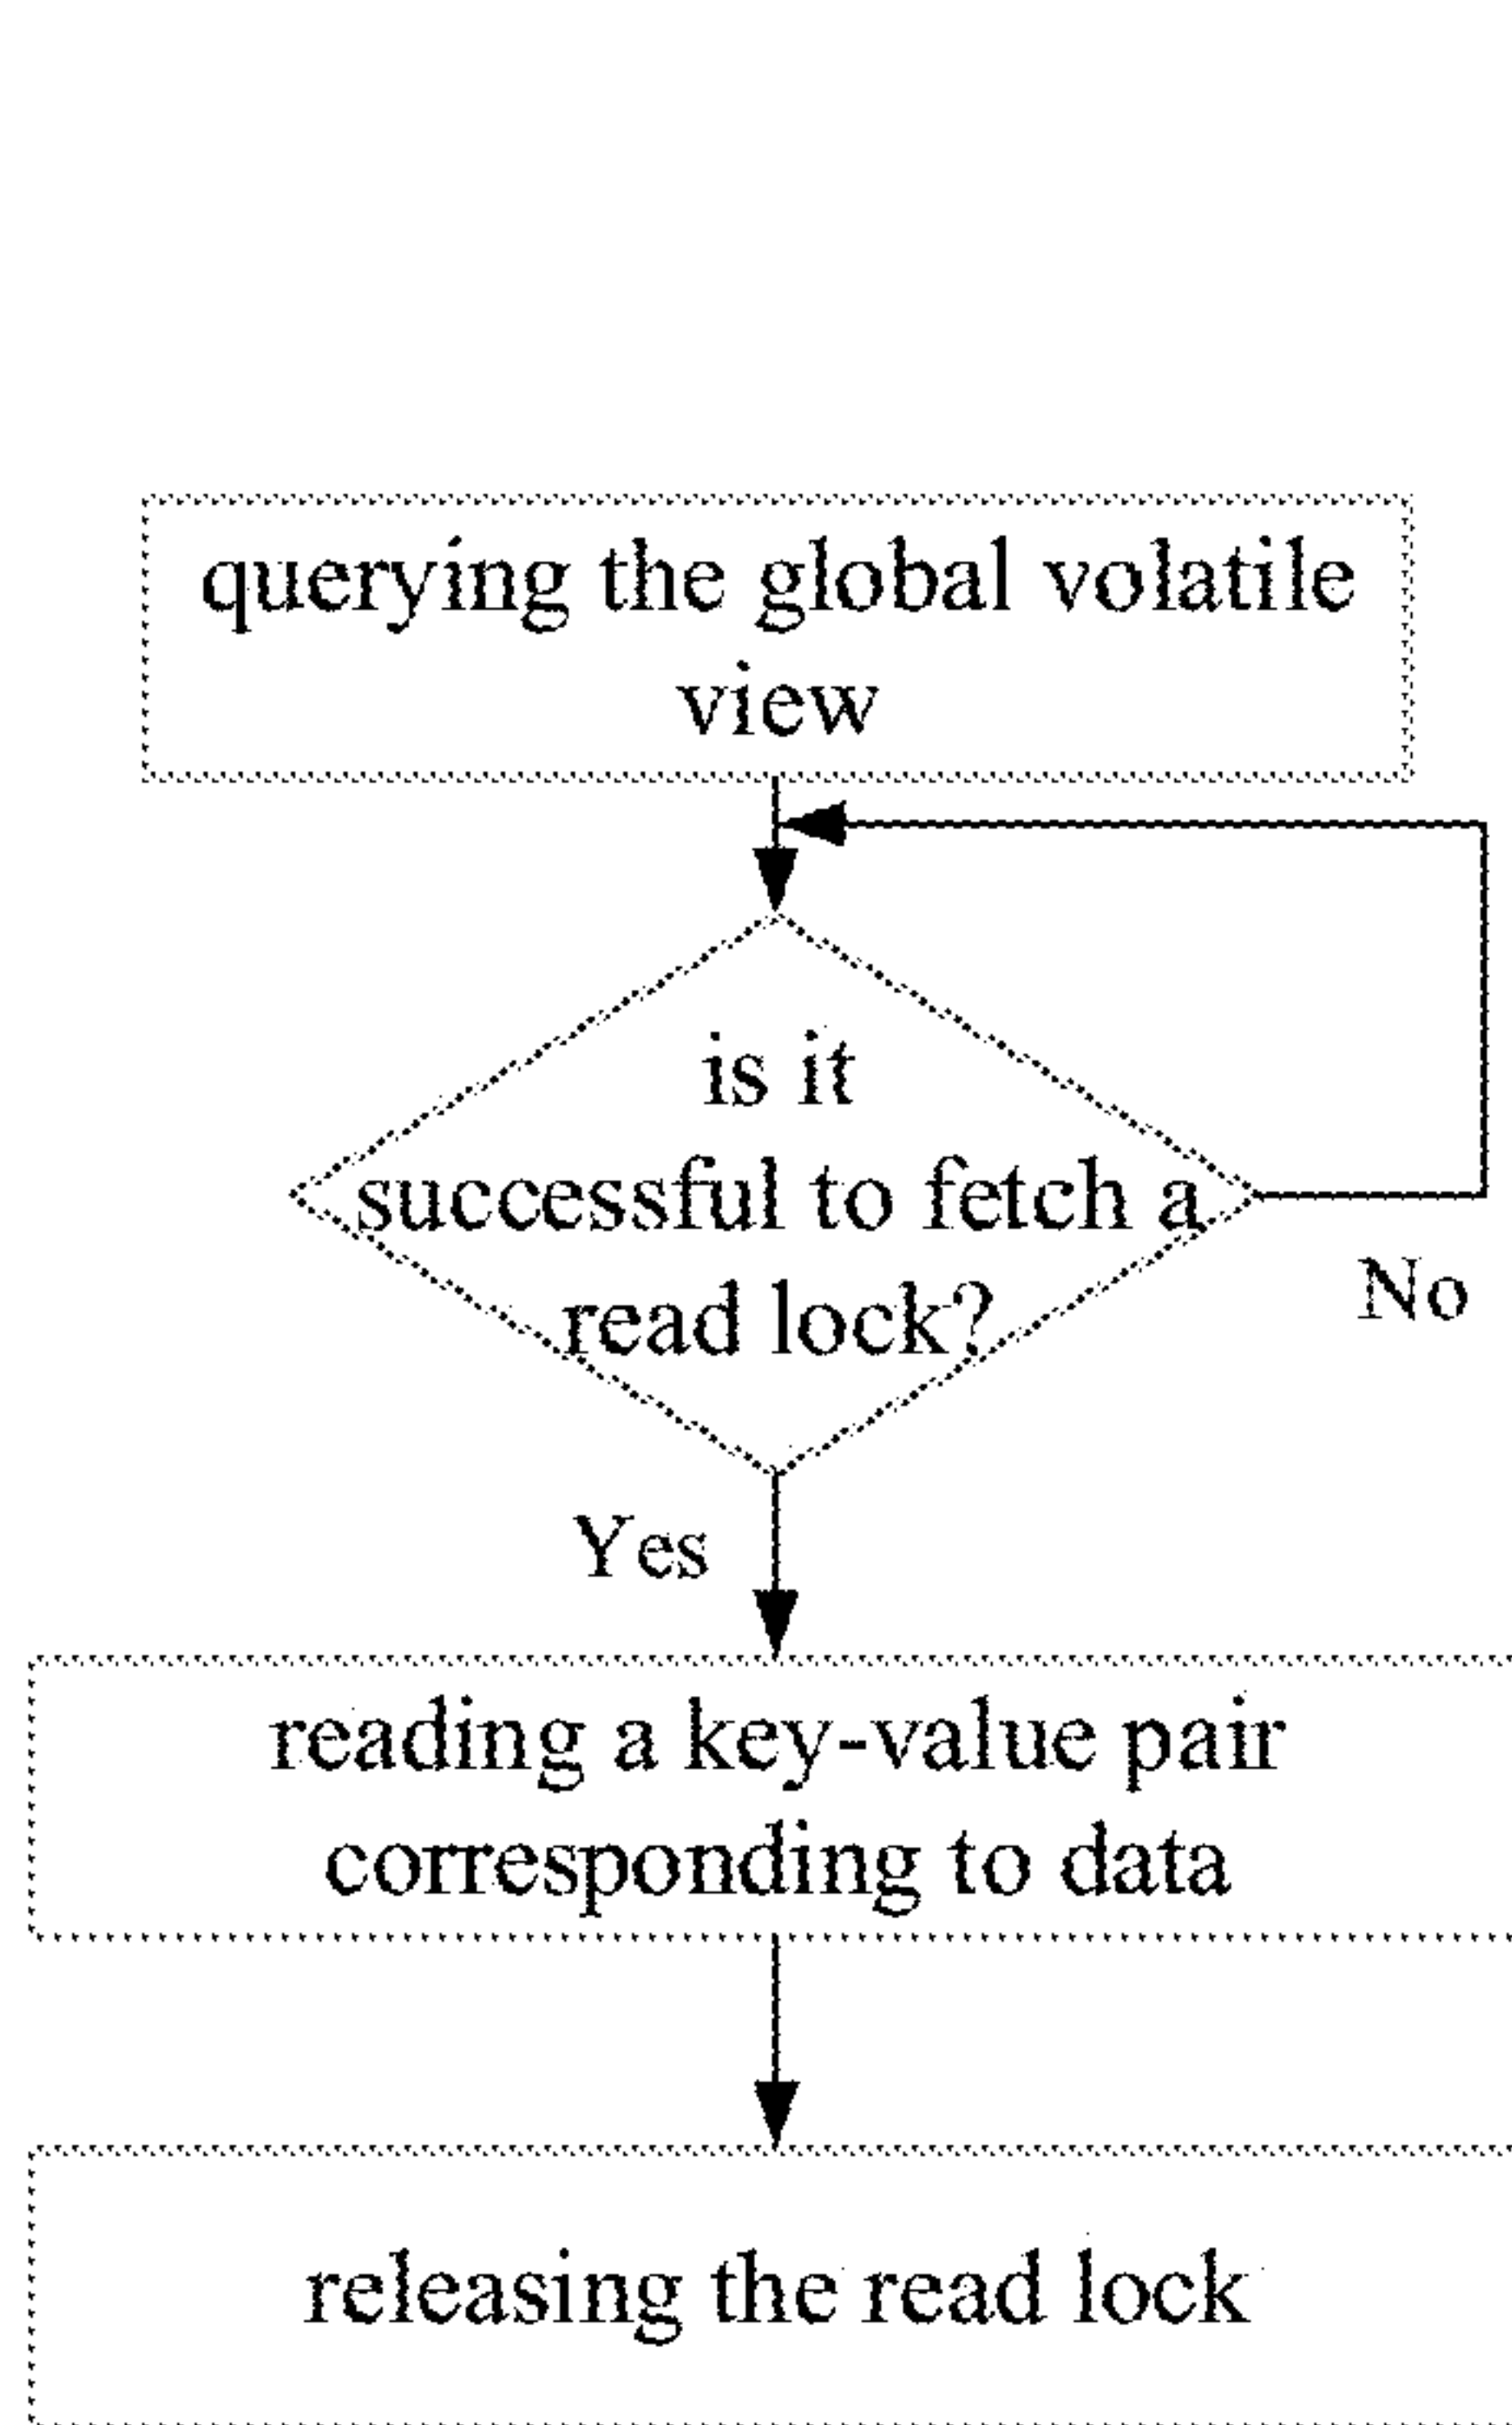 querying the global volatile
view
is it
successful to fetch a
read lock?
No
Yes
reading a key-value pair
corresponding to data
releasing the read lock